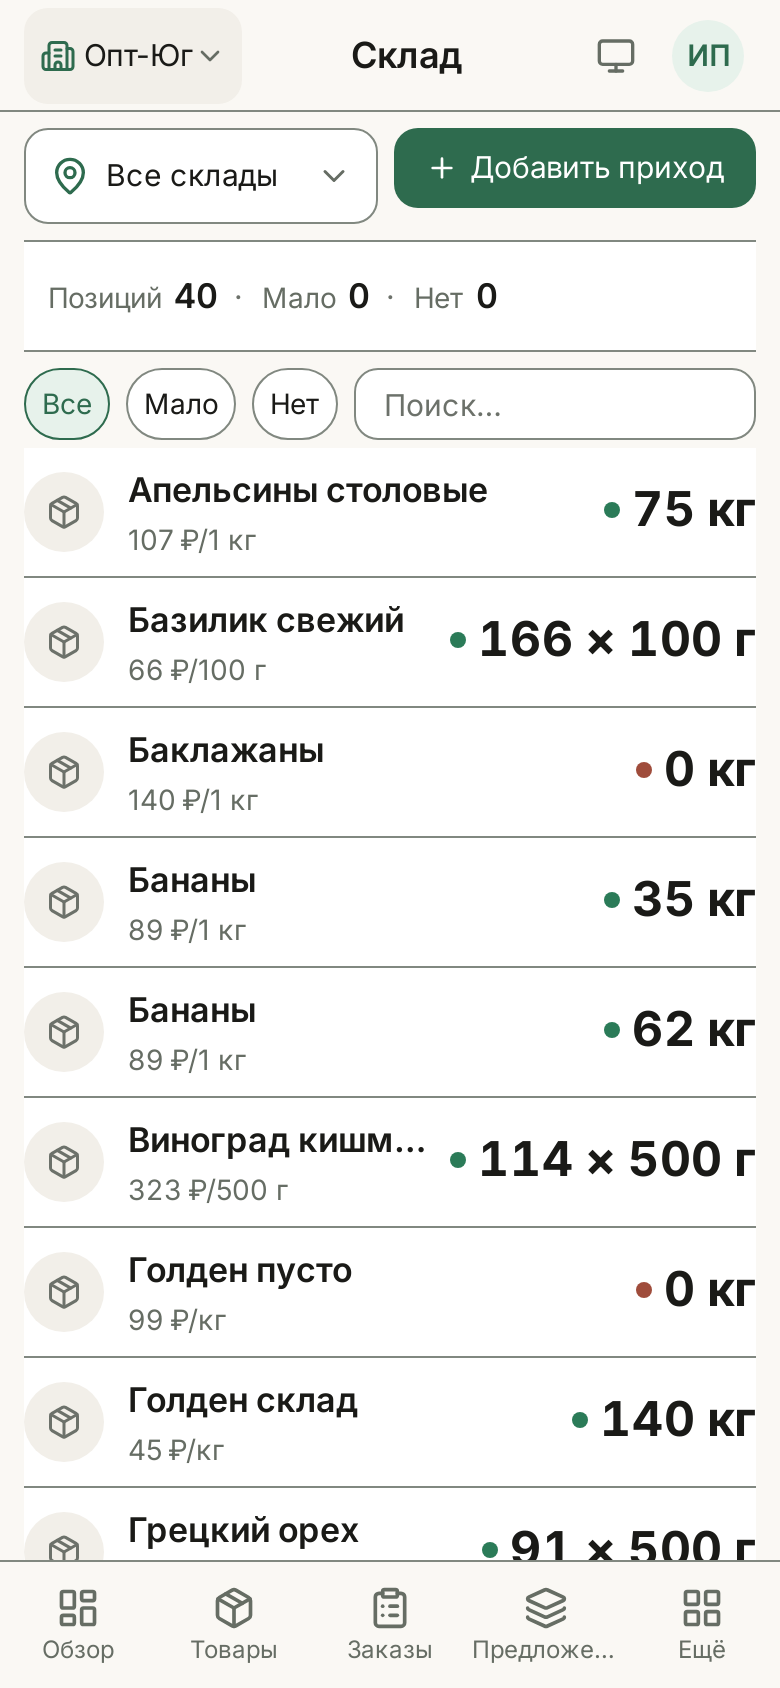 Опт-Юг
Склад
ИП
Все склады
+ Добавить приход
Позиций 40 · Мало 0 · Нет 0
Все
Мало
Нет
Поиск...
Апельсины столовые
75 кг
107 ₽/1 кг
Базилик свежий
166 × 100 г
66 ₽/100 г
Баклажаны
0 кг
140 ₽/1 кг
Бананы
35 кг
89 ₽/1 кг
Бананы
62 кг
89 ₽/1 кг
Виноград кишм...
114 × 500 г
323 ₽/500 г
Голден пусто
0 кг
99 ₽/кг
Голден склад
140 кг
45 ₽/кг
Грецкий орех
91 × 500 г
Обзор
Товары
Заказы
Предложе...
Ещё